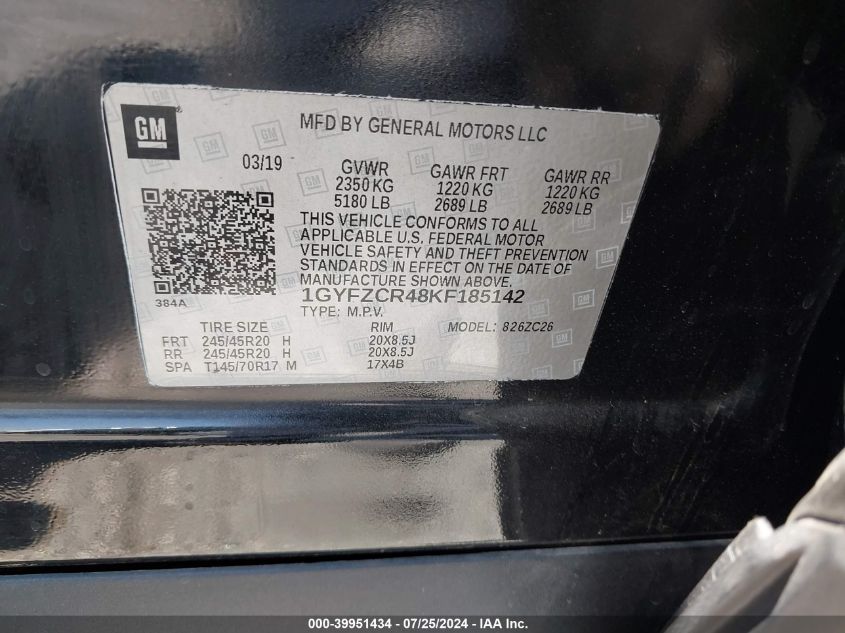 GM
MFD BY GENERAL MOTORS LLC
03/19 GVWR GAWR FRT GAWR RR
2350 KG 1220 KG 1220 KG
5180 LB 2689 LB 2689 LB
THIS VEHICLE CONFORMS TO ALL
APPLICABLE U.S. FEDERAL MOTOR
VEHICLE SAFETY AND THEFT PREVENTION
STANDARDS IN EFFECT ON THE DATE OF
MANUFACTURE SHOWN ABOVE.
384A
1GYFZCR48KF185142
TYPE: M.P.V. MODEL: 826ZC26
TIRE SIZE RIM
FRT 245/45R20 H 20X8.5J
RR 245/45R20 H 20X8.5J
SPA T145/70R17 M 17X4B
000-39951434 - 07/25/2024 - IAA Inc.